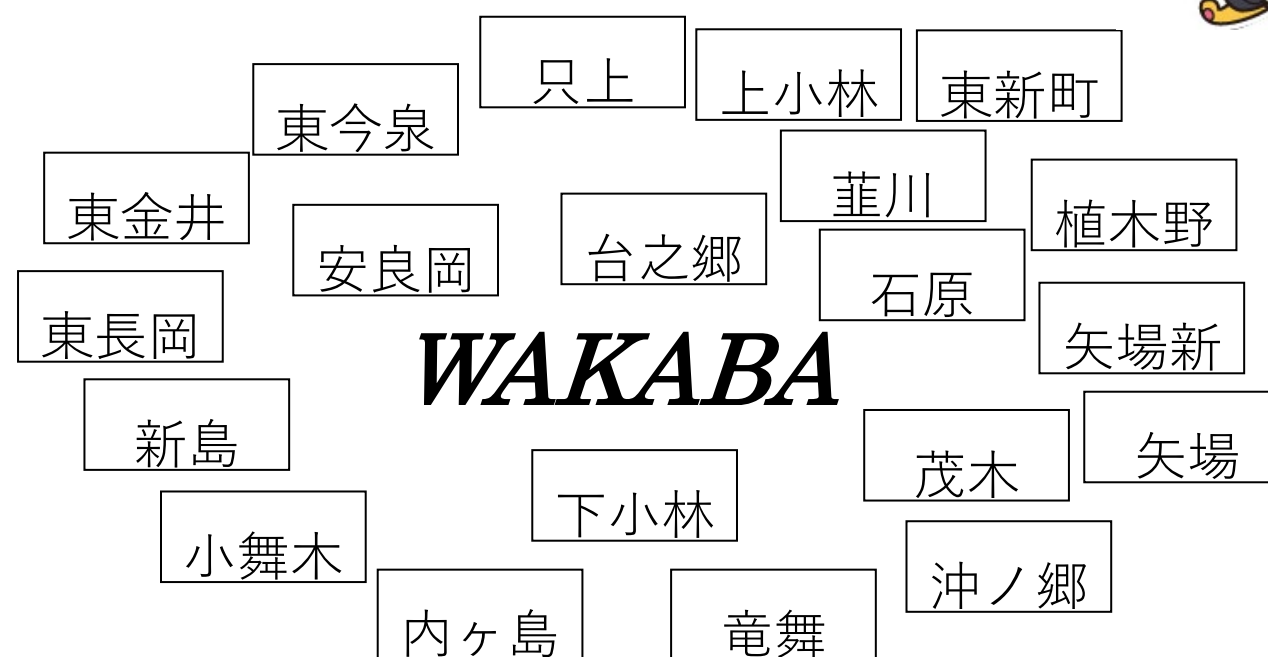 只上
上小林
東新町
東今泉
韮川
植木野
東金井
安良岡
台之郷
石原
東長岡
矢場新
WAKABA
新島
茂木
矢場
下小林
小舞木
沖ノ郷
内ヶ島
竜舞